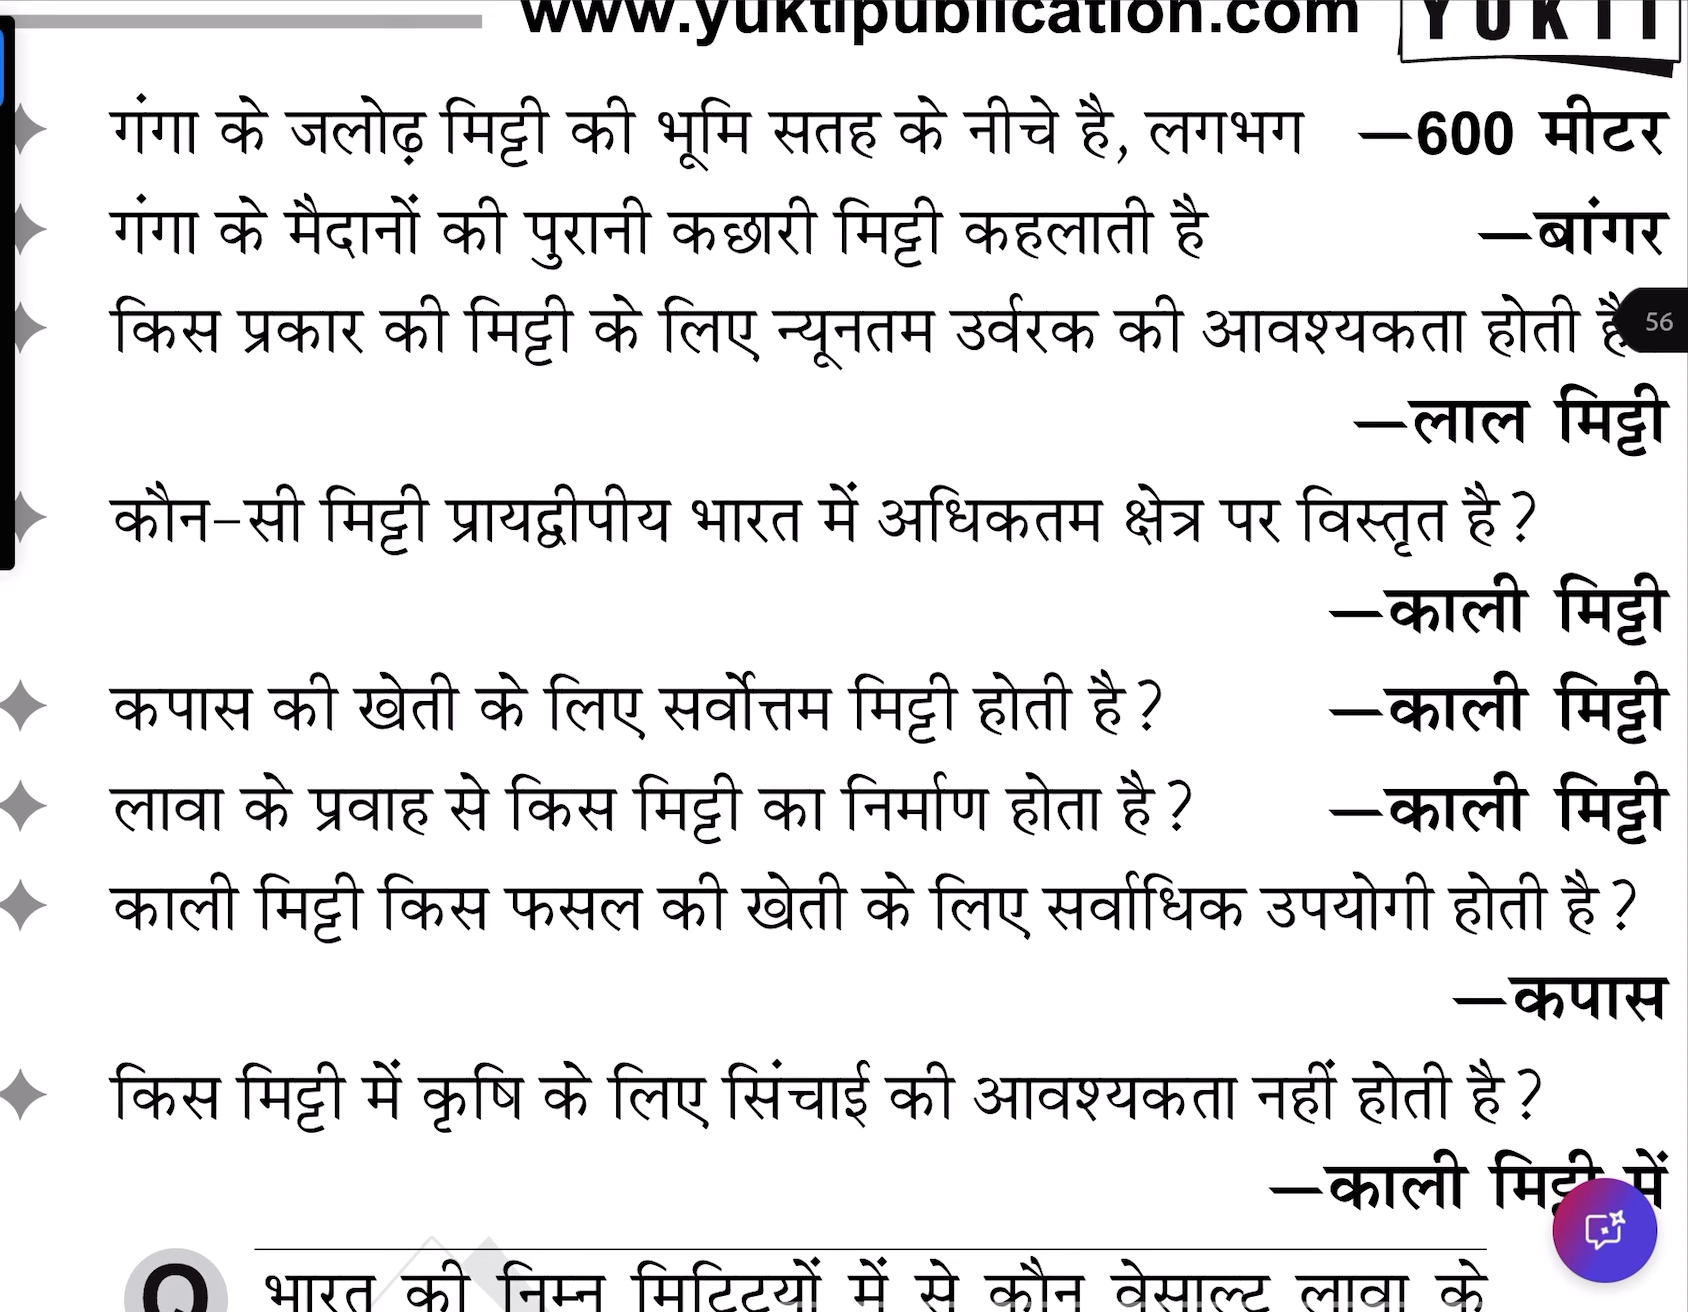 www.yuktipublication.com YUKTI
गंगा के जलोढ़ मिट्टी की भूमि सतह के नीचे है, लगभग —600 मीटर
गंगा के मैदानों की पुरानी कछारी मिट्टी कहलाती है —बांगर
किस प्रकार की मिट्टी के लिए न्यूनतम उर्वरक की आवश्यकता होती है 56
—लाल मिट्टी
कौन-सी मिट्टी प्रायद्वीपीय भारत में अधिकतम क्षेत्र पर विस्तृत है?
—काली मिट्टी
कपास की खेती के लिए सर्वोत्तम मिट्टी होती है? —काली मिट्टी
लावा के प्रवाह से किस मिट्टी का निर्माण होता है? —काली मिट्टी
काली मिट्टी किस फसल की खेती के लिए सर्वाधिक उपयोगी होती है?
—कपास
किस मिट्टी में कृषि के लिए सिंचाई की आवश्यकता नहीं होती है?
—काली मिट्टी में
Q भारत की निम्न मिट्टियों में से कौन वेसाल्ट लावा के